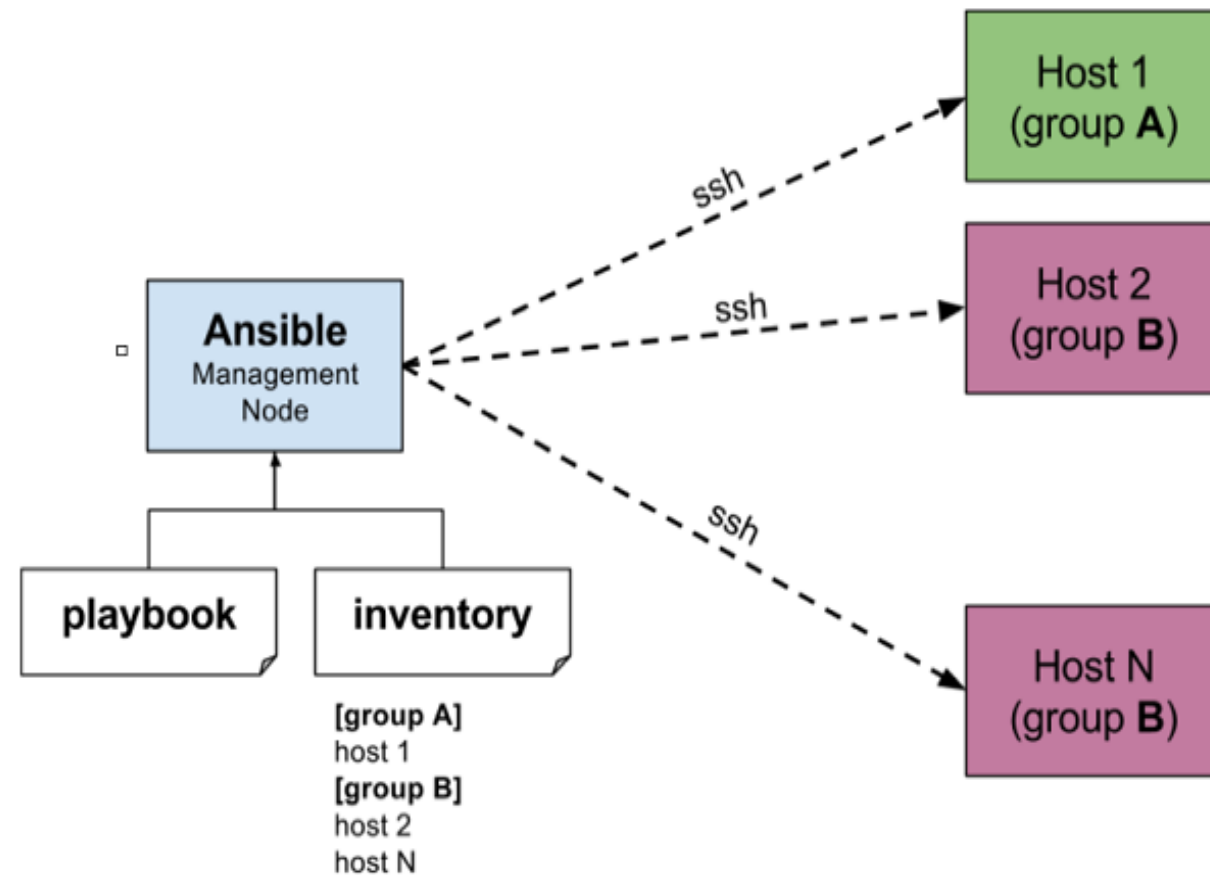 Host 1
(group A)
ssh
Host 2
(group B)
ssh
Ansible
Management
Node
ssh
playbook
inventory
Host N
(group B)
[group A]
host 1
[group B]
host 2
host N